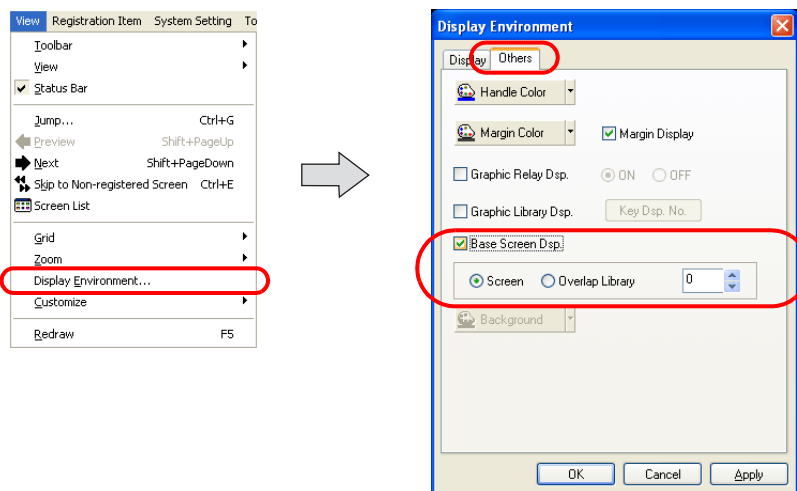 View Registration Item System Setting To
Toolbar
View
Status Bar
Jump... Ctrl+G
Preview Shift+PageUp
Next Shift+PageDown
Skip to Non-registered Screen Ctrl+E
Screen List
Grid
Zoom
Display Environment...
Customize
Redraw F5
Display Environment
Display Others
Handle Color
Margin Color Margin Display
Graphic Relay Dsp. ON OFF
Graphic Library Dsp. Key Dsp. No.
Base Screen Dsp.
Screen Overlap Library 0
Background
OK Cancel Apply